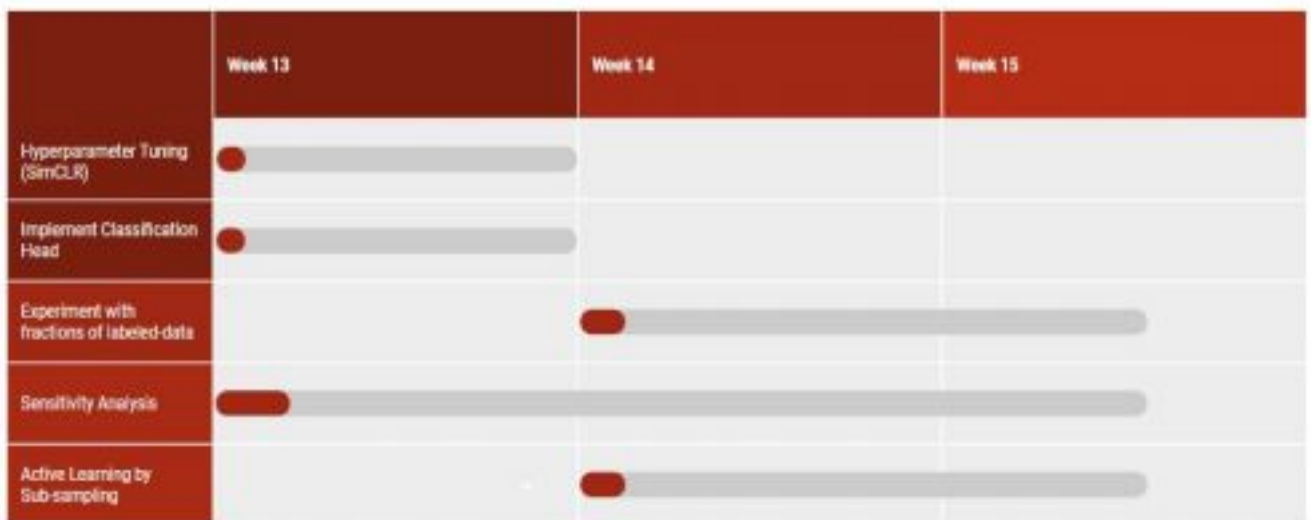 Week 13
Week 14
Week 15
Hyperparameter Tuning
(SimCLR)
Implement Classification
Head
Experiment with
fractions of labeled-data
Sensitivity Analysis
Active Learning by
Sub-sampling